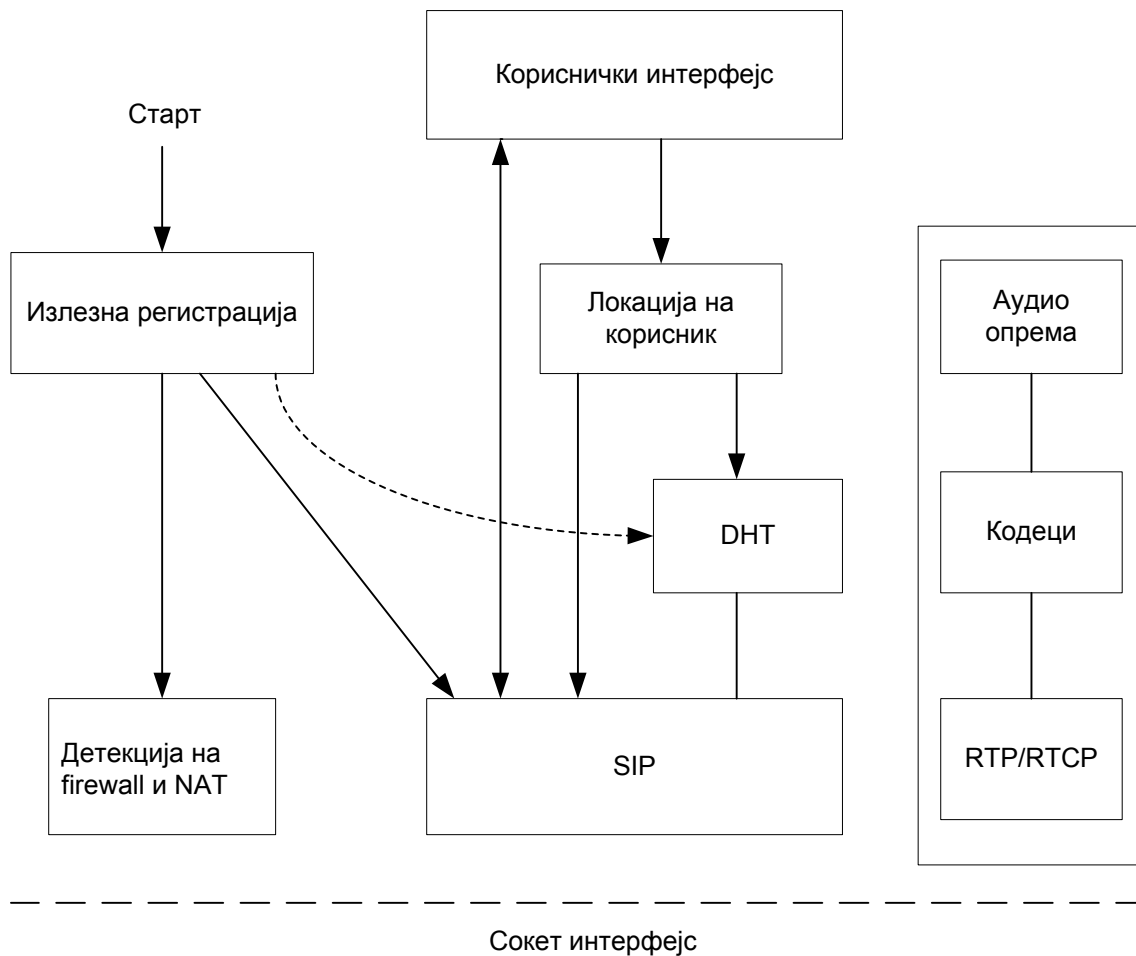 Кориснички интерфејс
Старт
Излезна регистрација
Локација на
корисник
Аудио
опрема
DHT
Кодеци
Детекција на
firewall и NAT
SIP
RTP/RTCP
Сокет интерфејс